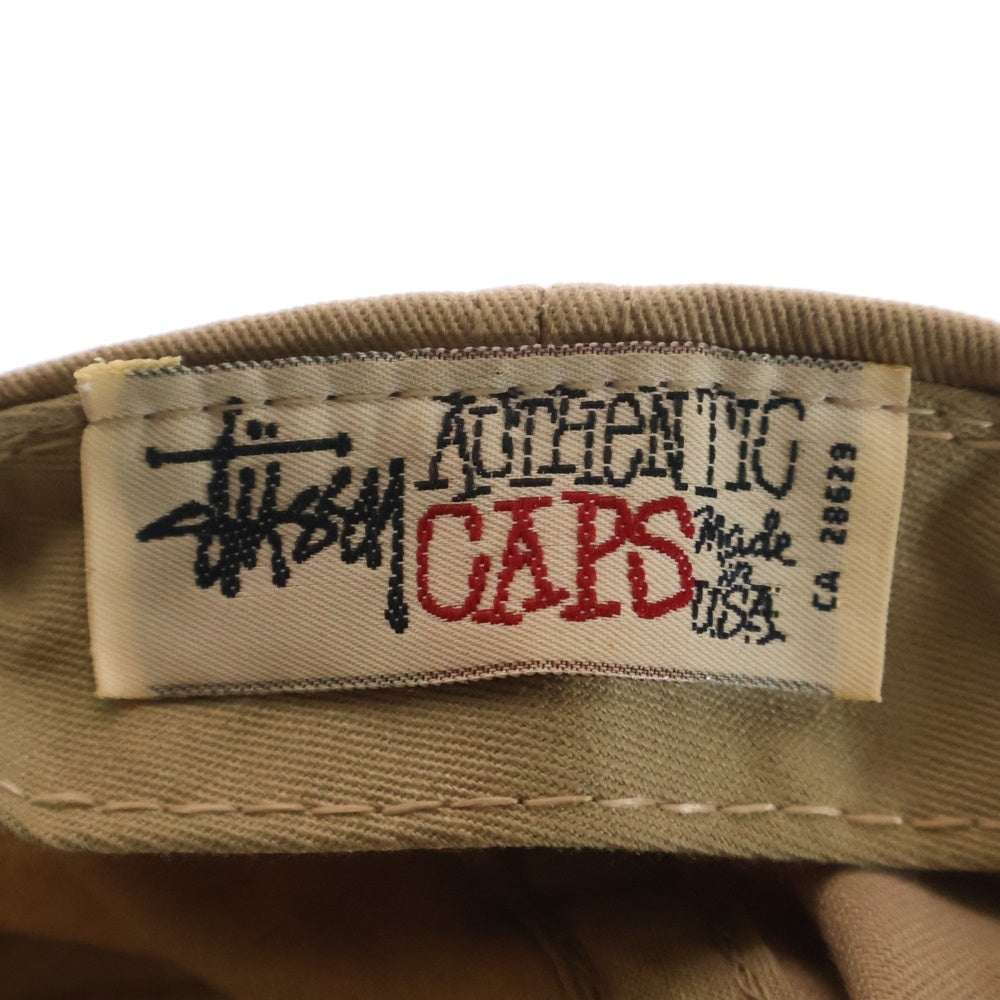 Stüssy
AUTHeNTIC
CAPS
Made
in
U.S.A.
CA 28629